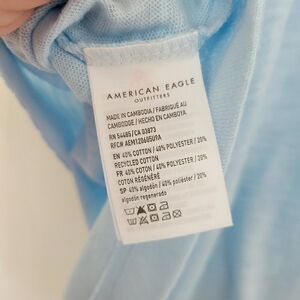 AMERICAN EAGLE
OUTFITTERS
MADE IN CAMBODIA / FABRIQUÉ AU
CAMBODGE / HECHO EN CAMBOYA
RN 54485 / CA 03873
RFC# AEM120605U9A
EN 40% COTTON / 40% POLYESTER / 20%
RECYCLED COTTON
FR 40% COTON / 40% POLYESTER / 20%
COTON RÉGÉNÉRÉ
SP 40% algodón / 40% poliéster / 20%
algodón regenerado